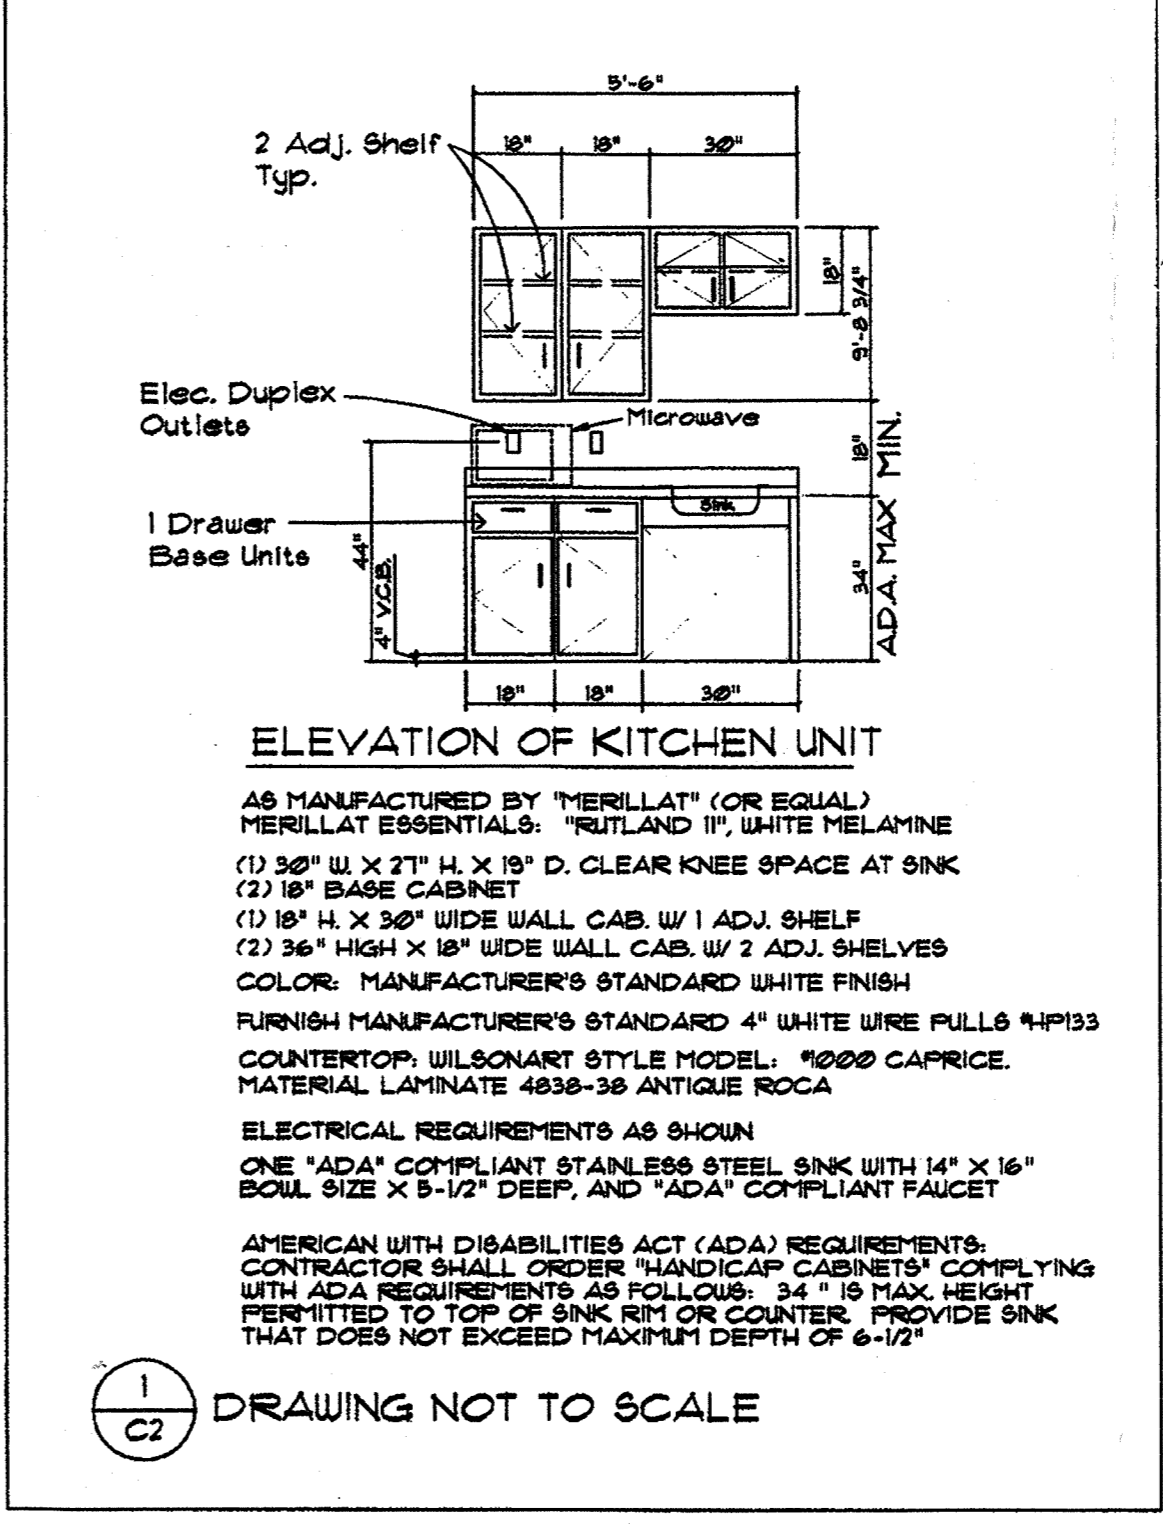 5'-6"
18" 18" 30"
2 Adj. Shelf
Typ.
18"
9'-8 3/4"
Elec. Duplex
Outlets
Microwave
18"
A.D.A. MAX MIN.
Sink
1 Drawer
Base Units
44"
4" V.C.B.
34"
18" 18" 30"
ELEVATION OF KITCHEN UNIT
AS MANUFACTURED BY "MERILLAT" (OR EQUAL)
MERILLAT ESSENTIALS: "RUTLAND II", WHITE MELAMINE
(1) 30" W. X 27" H. X 19" D. CLEAR KNEE SPACE AT SINK
(2) 18" BASE CABINET
(1) 18" H. X 30" WIDE WALL CAB. W/ 1 ADJ. SHELF
(2) 36" HIGH X 18" WIDE WALL CAB. W/ 2 ADJ. SHELVES
COLOR: MANUFACTURER'S STANDARD WHITE FINISH
FURNISH MANUFACTURER'S STANDARD 4" WHITE WIRE PULLS #HP133
COUNTERTOP: WILSONART STYLE MODEL: #1000 CAPRICE.
MATERIAL LAMINATE 4838-38 ANTIQUE ROCA
ELECTRICAL REQUIREMENTS AS SHOWN
ONE "ADA" COMPLIANT STAINLESS STEEL SINK WITH 14" X 16"
BOWL SIZE X 5-1/2" DEEP, AND "ADA" COMPLIANT FAUCET
AMERICAN WITH DISABILITIES ACT (ADA) REQUIREMENTS:
CONTRACTOR SHALL ORDER "HANDICAP CABINETS" COMPLYING
WITH ADA REQUIREMENTS AS FOLLOWS: 34 " IS MAX. HEIGHT
PERMITTED TO TOP OF SINK RIM OR COUNTER. PROVIDE SINK
THAT DOES NOT EXCEED MAXIMUM DEPTH OF 6-1/2"
1
C2
DRAWING NOT TO SCALE